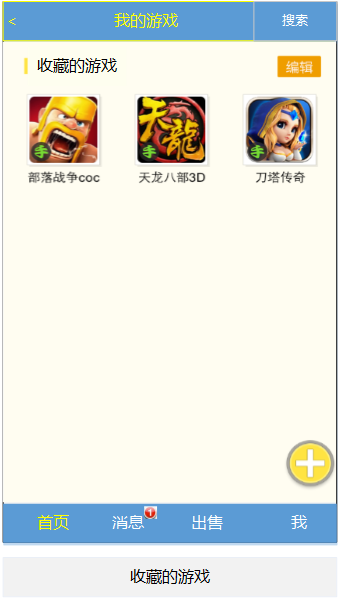 < 我的游戏 搜索
收藏的游戏 编辑
天龍
手 手
部落战争coc 天龙八部3D 刀塔传奇
首页 消息 出售 我
收藏的游戏